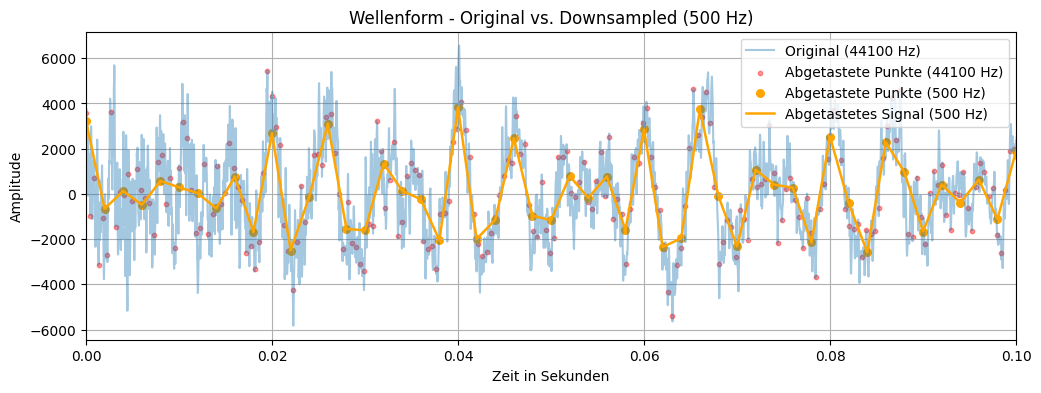 Wellenform - Original vs. Downsampled (500 Hz)
Original (44100 Hz)
Abgetastete Punkte (44100 Hz)
Abgetastete Punkte (500 Hz)
Abgetastetes Signal (500 Hz)
Amplitude
6000
4000
2000
0
−2000
−4000
−6000
0.00 0.02 0.04 0.06 0.08 0.10
Zeit in Sekunden